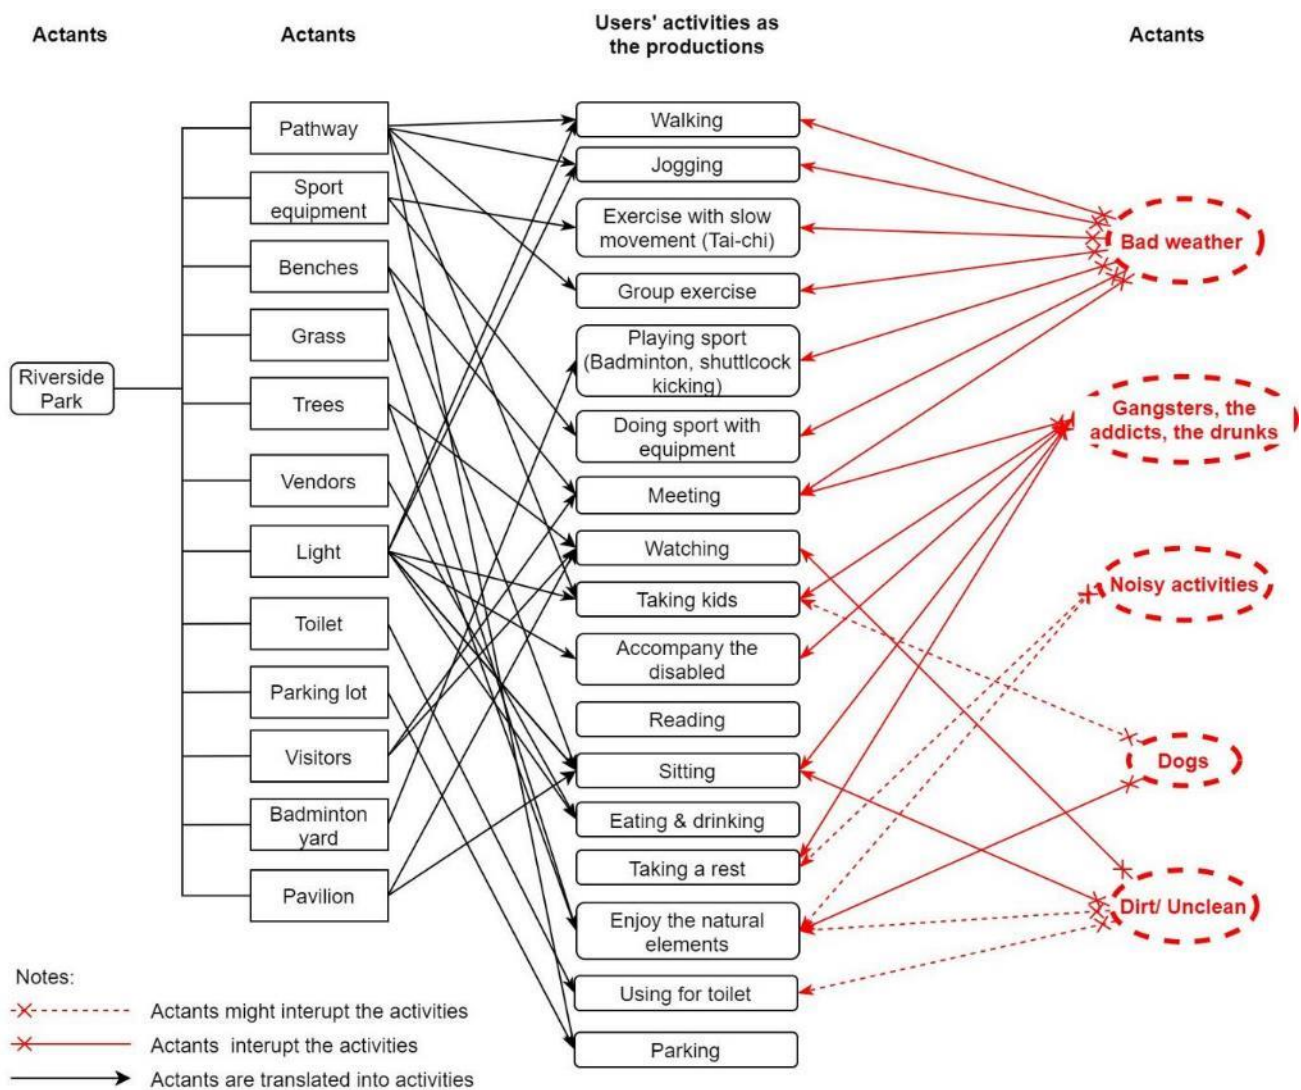 Actants
Actants
Users' activities as
the productions
Actants
Riverside
Park
Pathway
Sport
equipment
Benches
Grass
Trees
Vendors
Light
Toilet
Parking lot
Visitors
Badminton
yard
Pavilion
Walking
Jogging
Exercise with slow
movement (Tai-chi)
Group exercise
Playing sport
(Badminton, shuttlcock
kicking)
Doing sport with
equipment
Meeting
Watching
Taking kids
Accompany the
disabled
Reading
Sitting
Eating & drinking
Taking a rest
Enjoy the natural
elements
Using for toilet
Parking
Bad weather
Gangsters, the
addicts, the drunks
Noisy activities
Dogs
Dirt/ Unclean
Notes:
Actants might interupt the activities
Actants interupt the activities
Actants are translated into activities